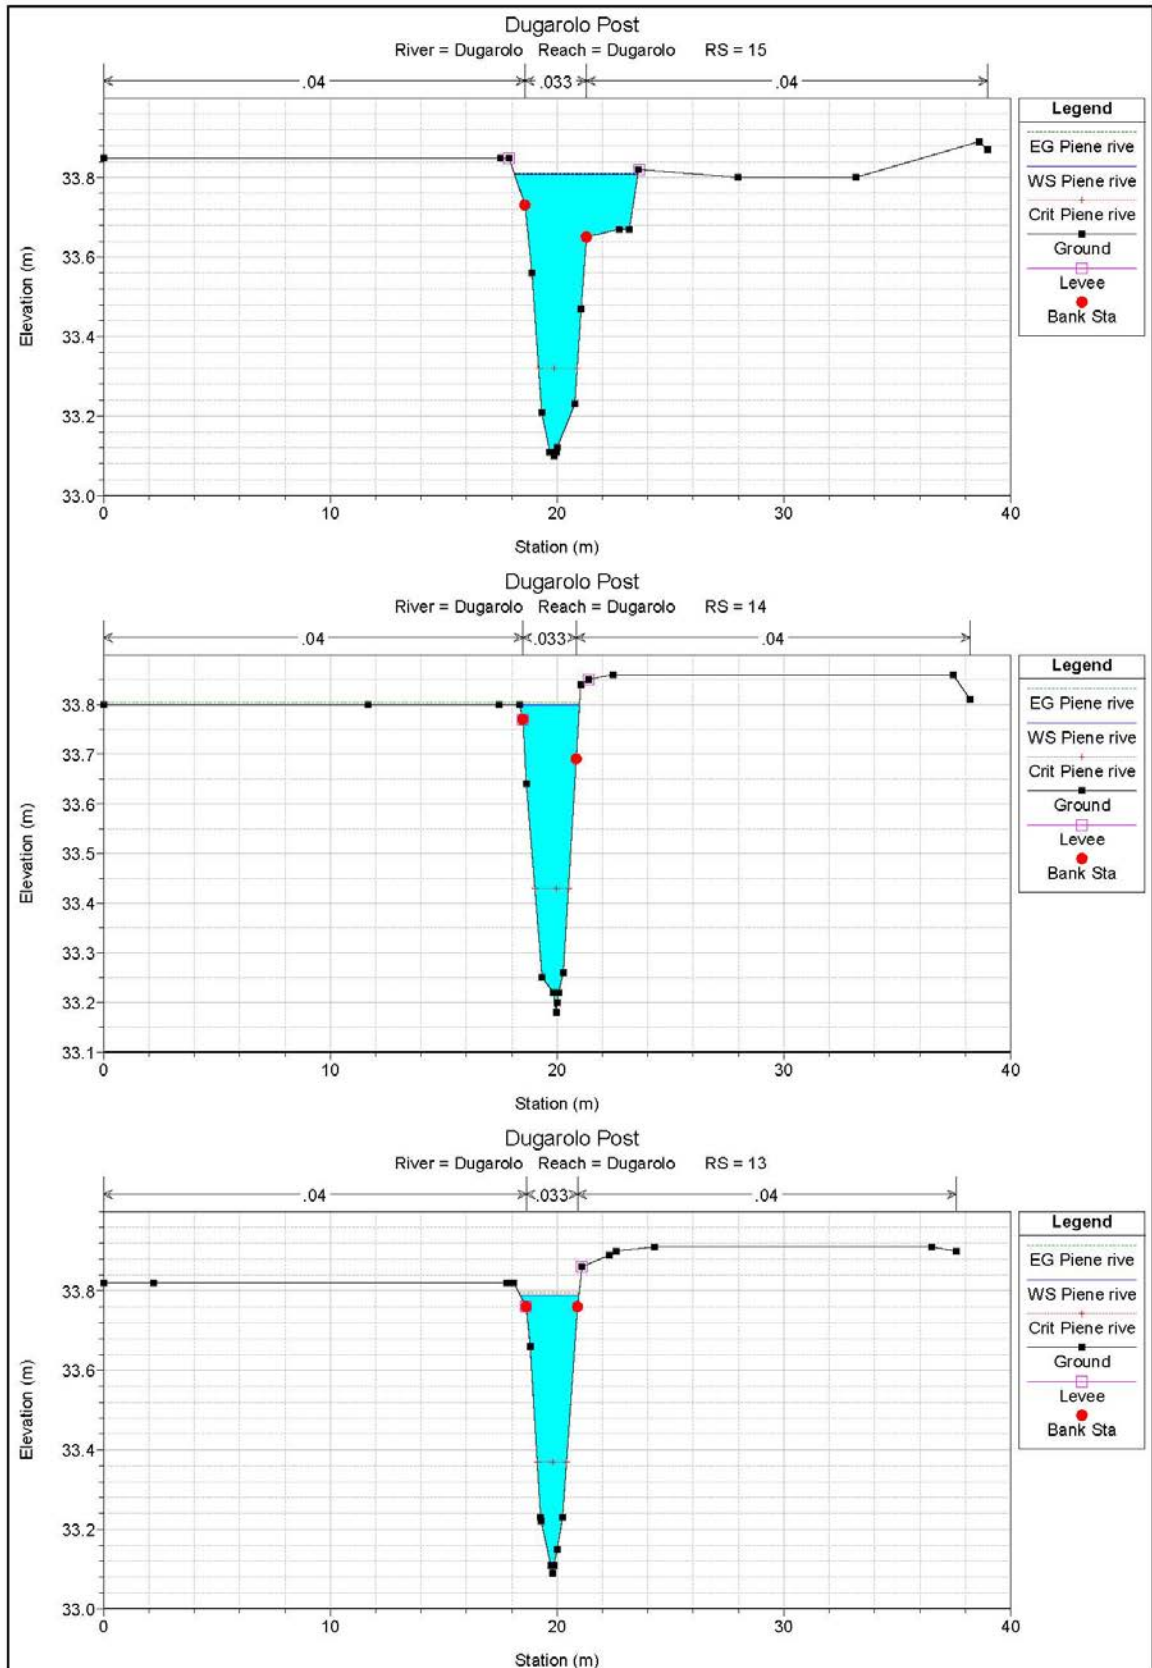 Dugarolo Post
River = Dugarolo Reach = Dugarolo RS = 15
.04 .033 .04
Legend
EG Piene rive
WS Piene rive
Crit Piene rive
Ground
Levee
Bank Sta
33.8
33.6
33.4
33.2
33.0
Elevation (m)
0 10 20 30 40
Station (m)
Dugarolo Post
River = Dugarolo Reach = Dugarolo RS = 14
.04 .033 .04
Legend
EG Piene rive
WS Piene rive
Crit Piene rive
Ground
Levee
Bank Sta
33.8
33.7
33.6
33.5
33.4
33.3
33.2
33.1
Elevation (m)
0 10 20 30 40
Station (m)
Dugarolo Post
River = Dugarolo Reach = Dugarolo RS = 13
.04 .033 .04
Legend
EG Piene rive
WS Piene rive
Crit Piene rive
Ground
Levee
Bank Sta
33.8
33.6
33.4
33.2
33.0
Elevation (m)
0 10 20 30 40
Station (m)